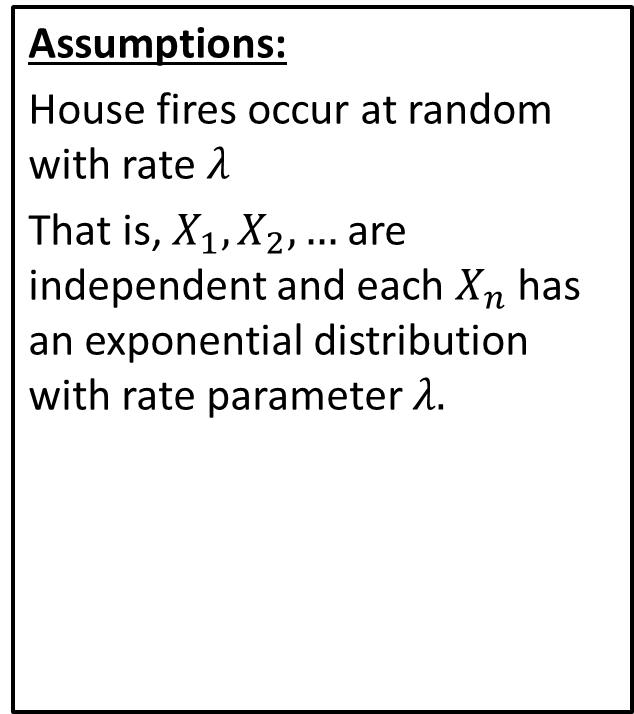 Assumptions:
House fires occur at random
with rate λ
That is, X₁, X₂, ... are
independent and each Xₙ has
an exponential distribution
with rate parameter λ.